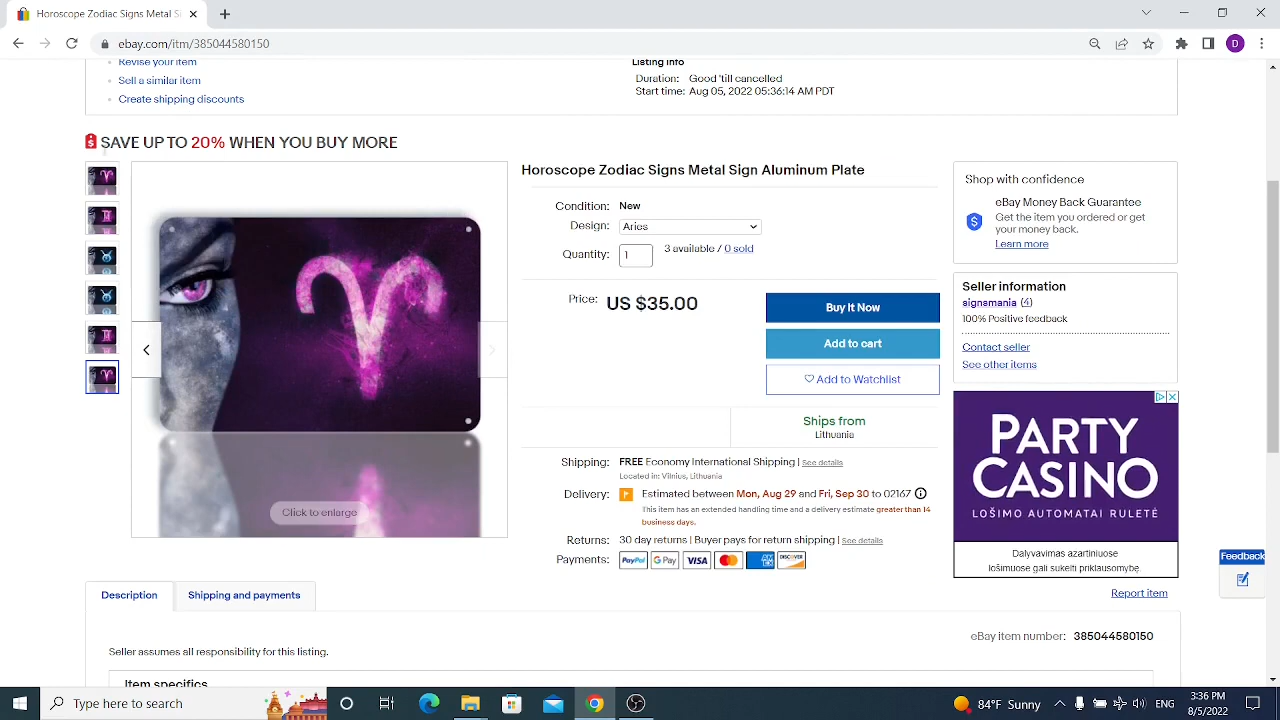 Horoscope Zodiac Signs Metal Si
ebay.com/itm/385044580150
D
Revise your item
Sell a similar item
Create shipping discounts
Listing info
Duration: Good 'till cancelled
Start time: Aug 05, 2022 05:36:14 AM PDT
SAVE UP TO 20% WHEN YOU BUY MORE
Horoscope Zodiac Signs Metal Sign Aluminum Plate
Condition: New
Design: Aries
Quantity: 1 3 available / 0 sold
Price: US $35.00
Buy It Now
Add to cart
Add to Watchlist
Ships from
Lithuania
Shipping: FREE Economy International Shipping | See details
Located in: Vilnius, Lithuania
Delivery: Estimated between Mon, Aug 29 and Fri, Sep 30 to 02167
This item has an extended handling time and a delivery estimate greater than 14
business days.
Returns: 30 day returns | Buyer pays for return shipping | See details
Payments: PayPal G Pay VISA DISCOVER
Click to enlarge
Shop with confidence
eBay Money Back Guarantee
Get the item you ordered or get
your money back.
Learn more
Seller information
signsmania (4)
100% Positive feedback
Contact seller
See other items
PARTY
CASINO
LOŠIMO AUTOMATAI RULETĖ
Dalyvavimas azartiniuose
lošimuose gali sukelti priklausomybę.
Feedback
Report item
Description
Shipping and payments
eBay item number: 385044580150
Seller assumes all responsibility for this listing.
Item specifics
Type here to search
84°F Sunny
ENG
3:36 PM
8/5/2022